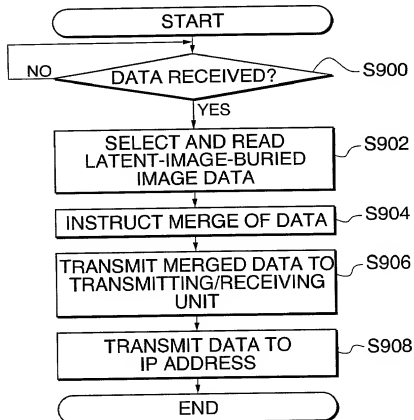 START
DATA RECEIVED?
S900
NO
YES
SELECT AND READ
LATENT-IMAGE-BURIED
IMAGE DATA
S902
INSTRUCT MERGE OF DATA
S904
TRANSMIT MERGED DATA TO
TRANSMITTING/RECEIVING
UNIT
S906
TRANSMIT DATA TO
IP ADDRESS
S908
END